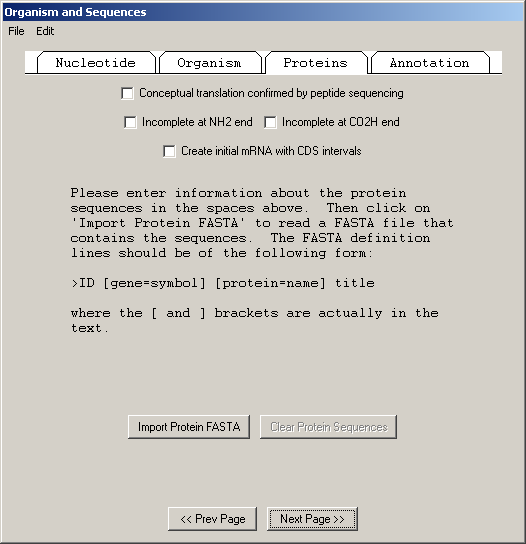 Organism and Sequences
File Edit
Nucleotide Organism Proteins Annotation
Conceptual translation confirmed by peptide sequencing
Incomplete at NH2 end Incomplete at CO2H end
Create initial mRNA with CDS intervals
Please enter information about the protein
sequences in the spaces above. Then click on
'Import Protein FASTA' to read a FASTA file that
contains the sequences. The FASTA definition
lines should be of the following form:
>ID [gene=symbol] [protein=name] title
where the [ and ] brackets are actually in the
text.
Import Protein FASTA Clear Protein Sequences
<< Prev Page Next Page >>